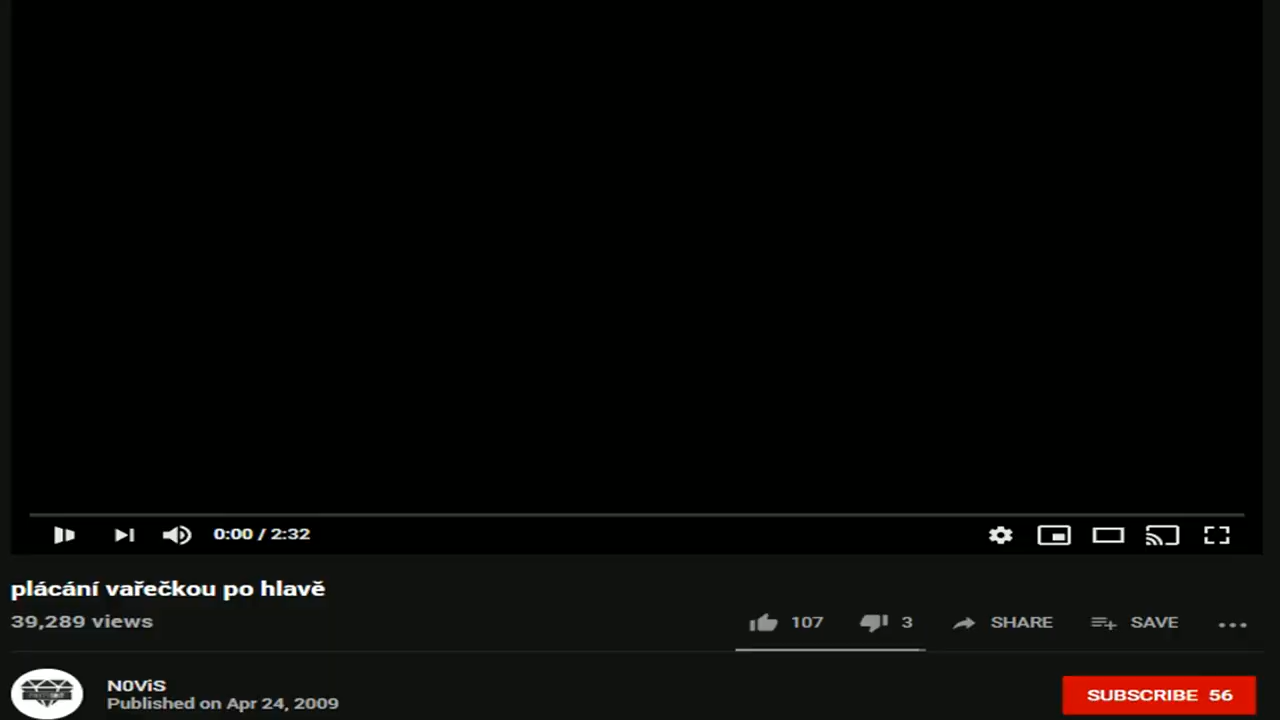 0:00 / 2:32
plácání vařečkou po hlavě
39,289 views
107 3 SHARE SAVE
N0ViS
Published on Apr 24, 2009
SUBSCRIBE 56